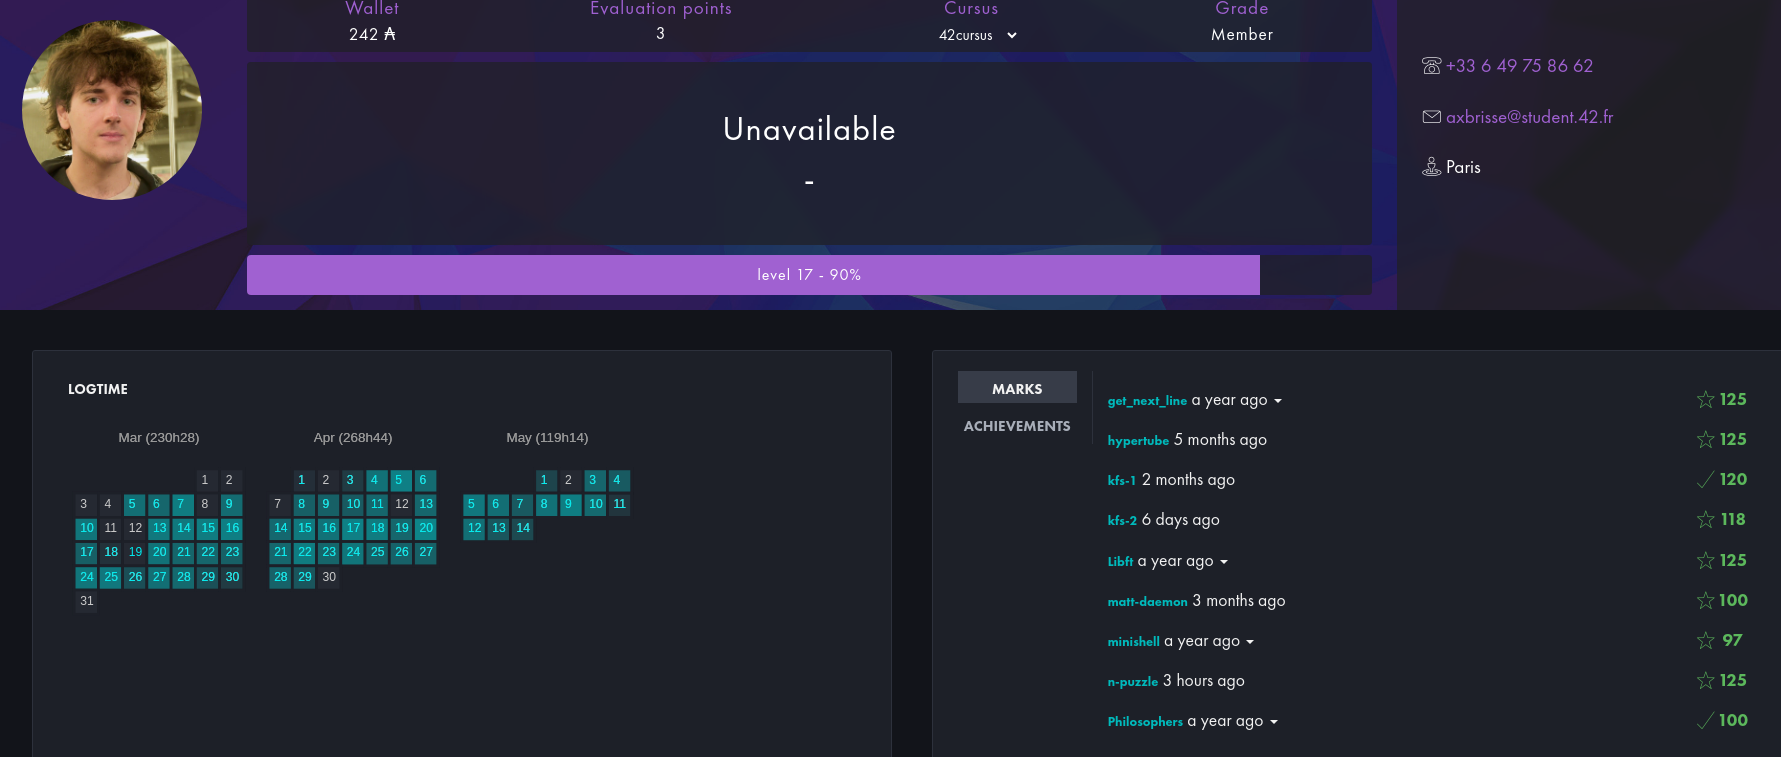 Wallet Evaluation points Cursus Grade
242 ₳ 3 42cursus Member
+33 6 49 75 86 62
axbrisse@student.42.fr
Paris
Unavailable
-
level 17 - 90%
LOGTIME
Mar (230h28) Apr (268h44) May (119h14)
1 2
3 4 5 6 7 8 9
10 11 12 13 14 15 16
17 18 19 20 21 22 23
24 25 26 27 28 29 30
31
1 2 3 4 5 6
7 8 9 10 11 12 13
14 15 16 17 18 19 20
21 22 23 24 25 26 27
28 29 30
1 2 3 4
5 6 7 8 9 10 11
12 13 14
MARKS
ACHIEVEMENTS
get_next_line a year ago 125
hypertube 5 months ago 125
kfs-1 2 months ago 120
kfs-2 6 days ago 118
Libft a year ago 125
matt-daemon 3 months ago 100
minishell a year ago 97
n-puzzle 3 hours ago 125
Philosophers a year ago 100